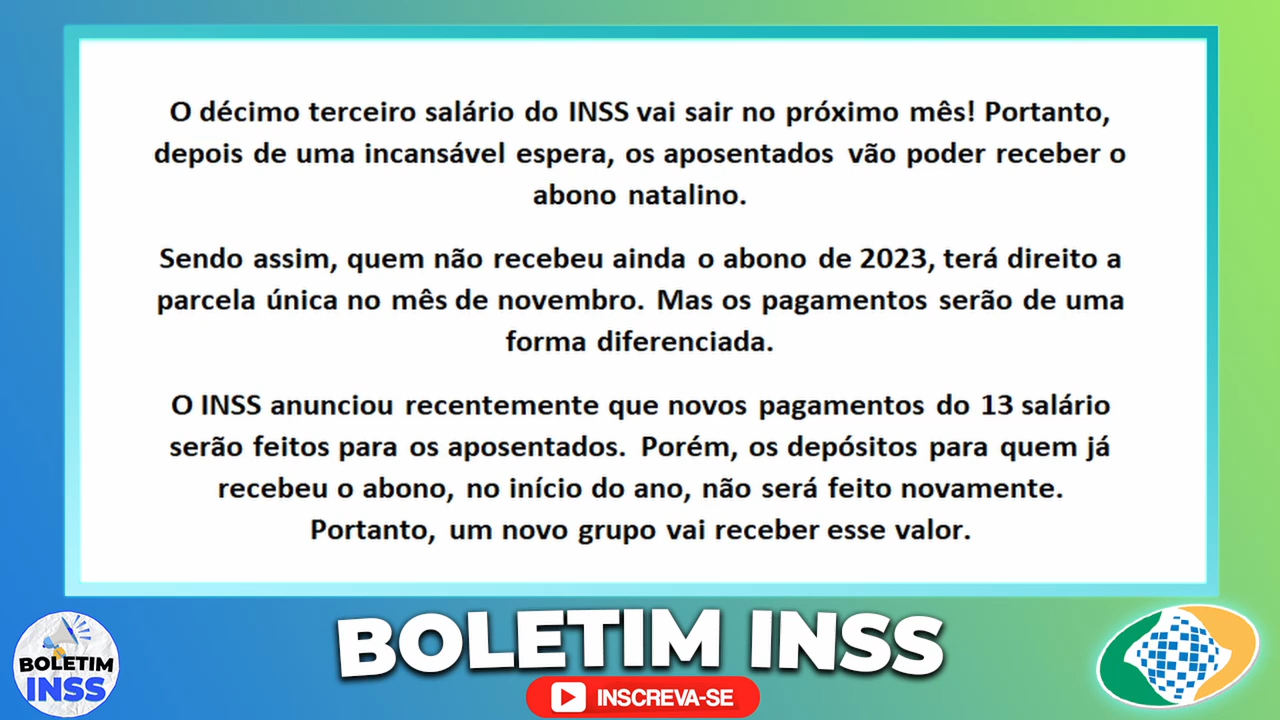 O décimo terceiro salário do INSS vai sair no próximo mês! Portanto,
depois de uma incansável espera, os aposentados vão poder receber o
abono natalino.
Sendo assim, quem não recebeu ainda o abono de 2023, terá direito a
parcela única no mês de novembro. Mas os pagamentos serão de uma
forma diferenciada.
O INSS anunciou recentemente que novos pagamentos do 13 salário
serão feitos para os aposentados. Porém, os depósitos para quem já
recebeu o abono, no início do ano, não será feito novamente.
Portanto, um novo grupo vai receber esse valor.
BOLETIM INSS
INSCREVA-SE
BOLETIM
INSS